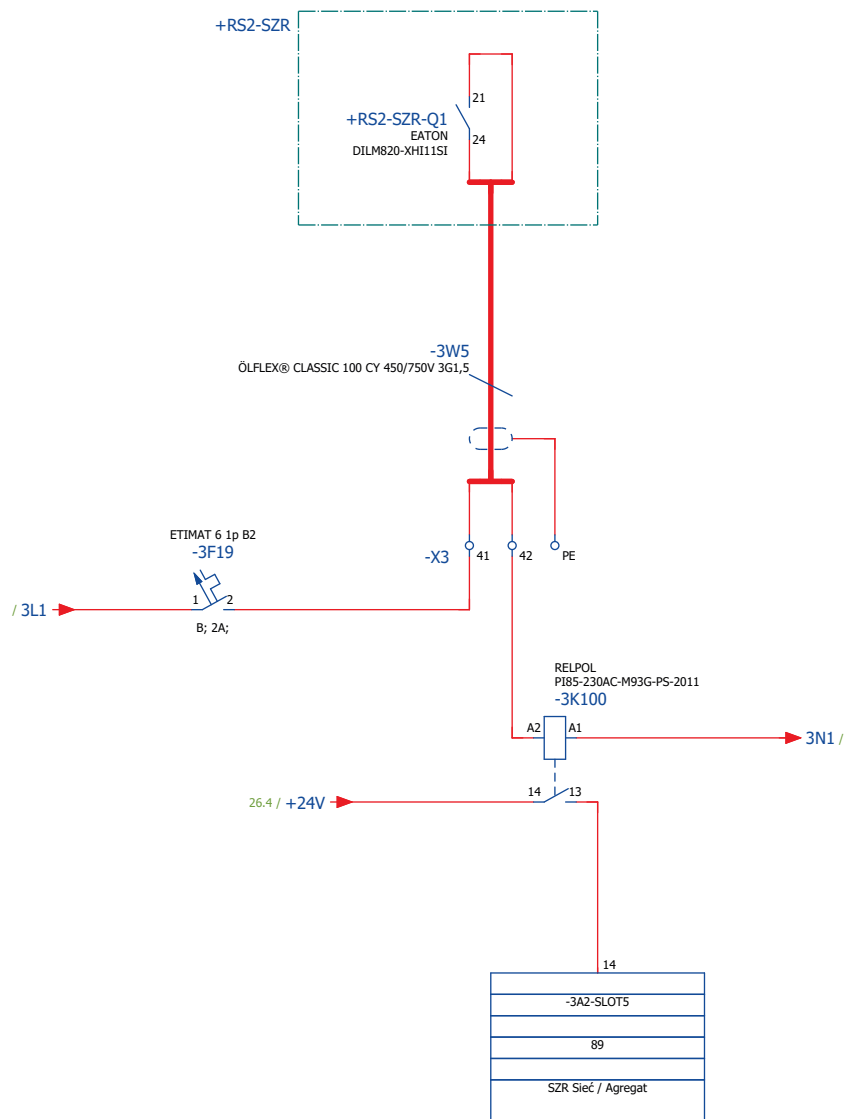 +RS2-SZR
21
+RS2-SZR-Q1
EATON
24
DILM820-XHI11SI
-3W5
ÖLFLEX® CLASSIC 100 CY 450/750V 3G1,5
ETIMAT 6 1p B2
-3F19
-X3
41
42
PE
1
2
/ 3L1
B; 2A;
RELPOL
PI85-230AC-M93G-PS-2011
-3K100
A2
A1
3N1 /
14
13
26.4 / +24V
14
-3A2-SLOT5
89
SZR Sieć / Agregat